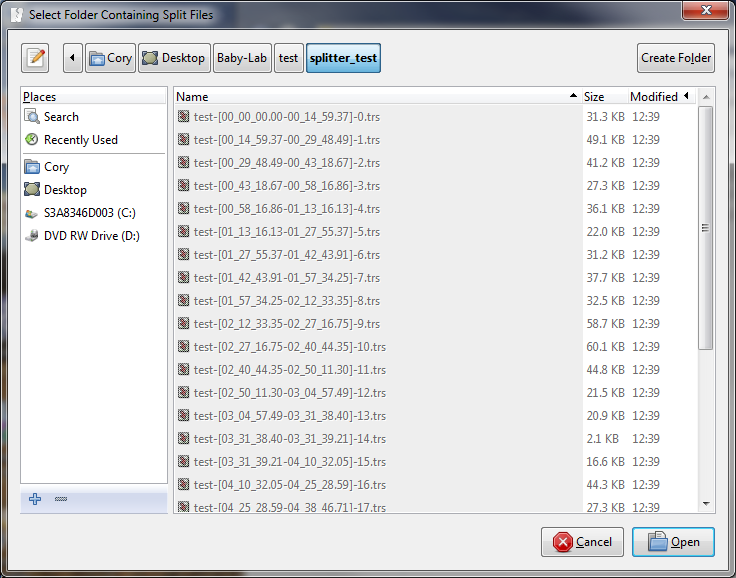 Select Folder Containing Split Files
Cory Desktop Baby-Lab test splitter_test Create Folder
Places
Search
Recently Used
Cory
Desktop
S3A8346D003 (C:)
DVD RW Drive (D:)
Name Size Modified
test-[00_00_00.00-00_14_59.37]-0.trs 31.3 KB 12:39
test-[00_14_59.37-00_29_48.49]-1.trs 49.1 KB 12:39
test-[00_29_48.49-00_43_18.67]-2.trs 41.2 KB 12:39
test-[00_43_18.67-00_58_16.86]-3.trs 27.3 KB 12:39
test-[00_58_16.86-01_13_16.13]-4.trs 36.1 KB 12:39
test-[01_13_16.13-01_27_55.37]-5.trs 22.0 KB 12:39
test-[01_27_55.37-01_42_43.91]-6.trs 31.2 KB 12:39
test-[01_42_43.91-01_57_34.25]-7.trs 37.7 KB 12:39
test-[01_57_34.25-02_12_33.35]-8.trs 32.5 KB 12:39
test-[02_12_33.35-02_27_16.75]-9.trs 58.7 KB 12:39
test-[02_27_16.75-02_40_44.35]-10.trs 60.1 KB 12:39
test-[02_40_44.35-02_50_11.30]-11.trs 44.8 KB 12:39
test-[02_50_11.30-03_04_57.49]-12.trs 21.5 KB 12:39
test-[03_04_57.49-03_31_38.40]-13.trs 20.9 KB 12:39
test-[03_31_38.40-03_31_39.21]-14.trs 2.1 KB 12:39
test-[03_31_39.21-04_10_32.05]-15.trs 16.6 KB 12:39
test-[04_10_32.05-04_25_28.59]-16.trs 44.3 KB 12:39
test-[04_25_28.59-04_38_46.71]-17.trs 27.3 KB 12:39
Cancel Open